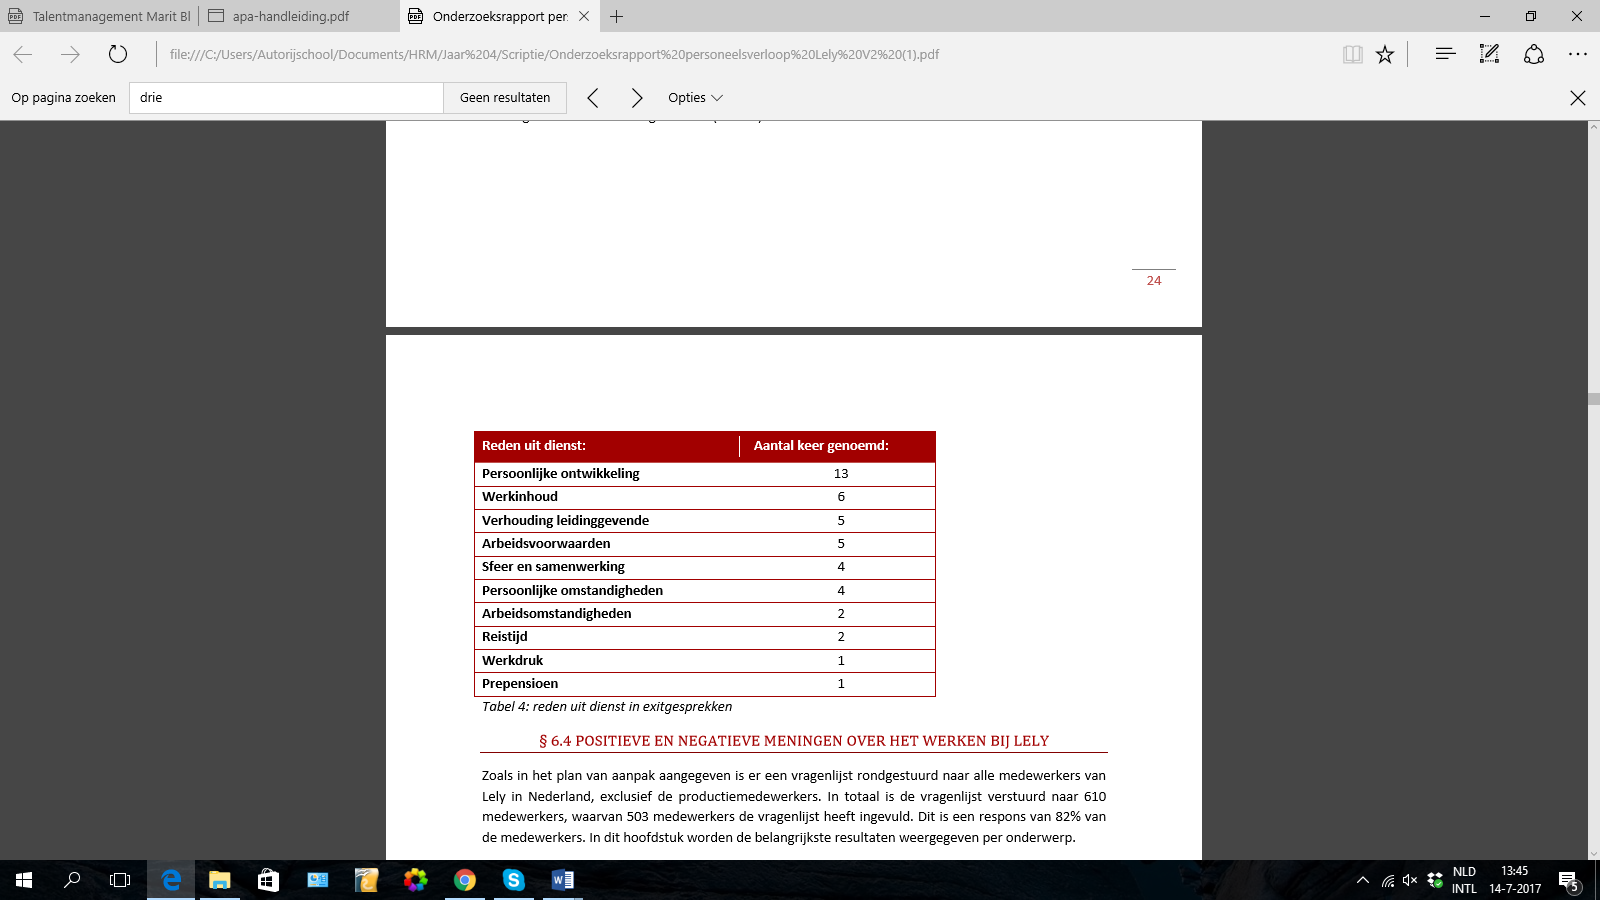 Talentmanagement Marit Bl
apa-handleiding.pdf
Onderzoeksrapport per
file:///C:/Users/Autorijschool/Documents/HRM/Jaar%204/Scriptie/Onderzoeksrapport%20personeelsverloop%20Lely%20V2%20(1).pdf
Op pagina zoeken
drie
Geen resultaten
Opties
24
Reden uit dienst: Aantal keer genoemd:
Persoonlijke ontwikkeling 13
Werkinhoud 6
Verhouding leidinggevende 5
Arbeidsvoorwaarden 5
Sfeer en samenwerking 4
Persoonlijke omstandigheden 4
Arbeidsomstandigheden 2
Reistijd 2
Werkdruk 1
Prepensioen 1
Tabel 4: reden uit dienst in exitgesprekken
§ 6.4 POSITIEVE EN NEGATIEVE MENINGEN OVER HET WERKEN BIJ LELY
Zoals in het plan van aanpak aangegeven is er een vragenlijst rondgestuurd naar alle medewerkers van
Lely in Nederland, exclusief de productiemedewerkers. In totaal is de vragenlijst verstuurd naar 610
medewerkers, waarvan 503 medewerkers de vragenlijst heeft ingevuld. Dit is een respons van 82% van
de medewerkers. In dit hoofdstuk worden de belangrijkste resultaten weergegeven per onderwerp.
NLD 13:45
INTL 14-7-2017
5